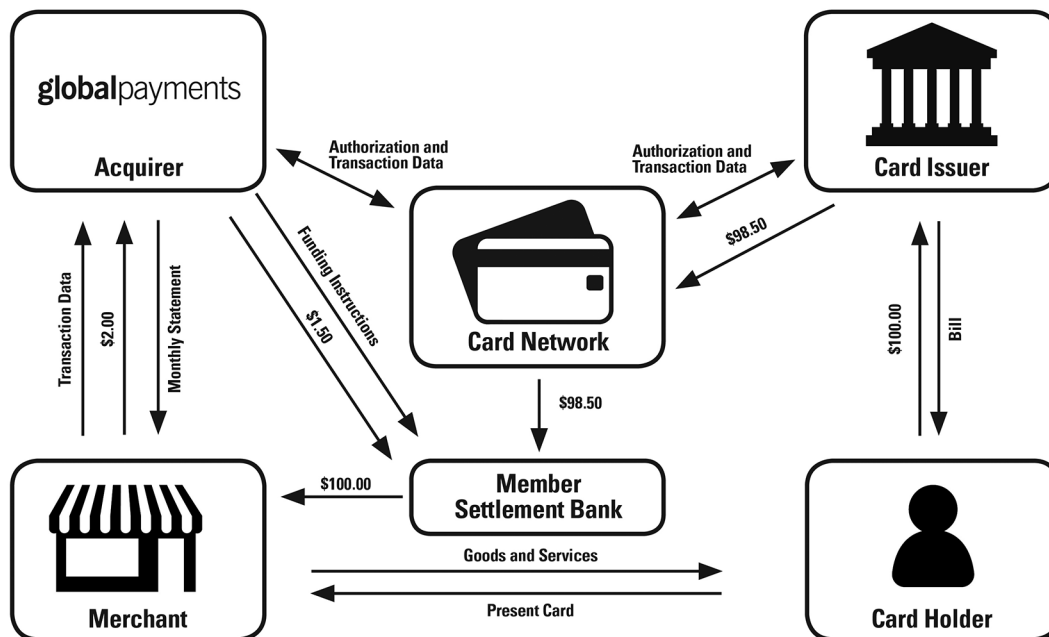 globalpayments
Acquirer
Authorization and
Transaction Data
Authorization and
Transaction Data
Card Issuer
$98.50
Funding Instructions
$1.50
Transaction Data
$2.00
Monthly Statement
Card Network
$100.00
Bill
$98.50
$100.00
Member
Settlement Bank
Goods and Services
Present Card
Merchant
Card Holder